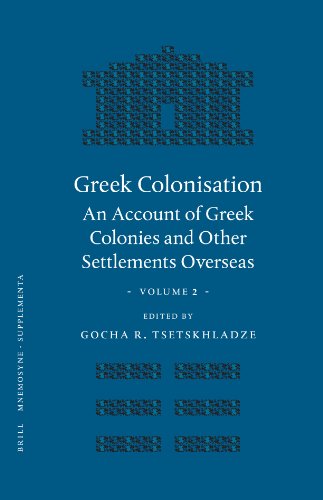 Greek Colonisation
An Account of Greek
Colonies and Other
Settlements Overseas
- VOLUME 2 -
EDITED BY
GOCHA R. TSETSKHLADZE
BRILL MNEMOSYNE • SUPPLEMENTA